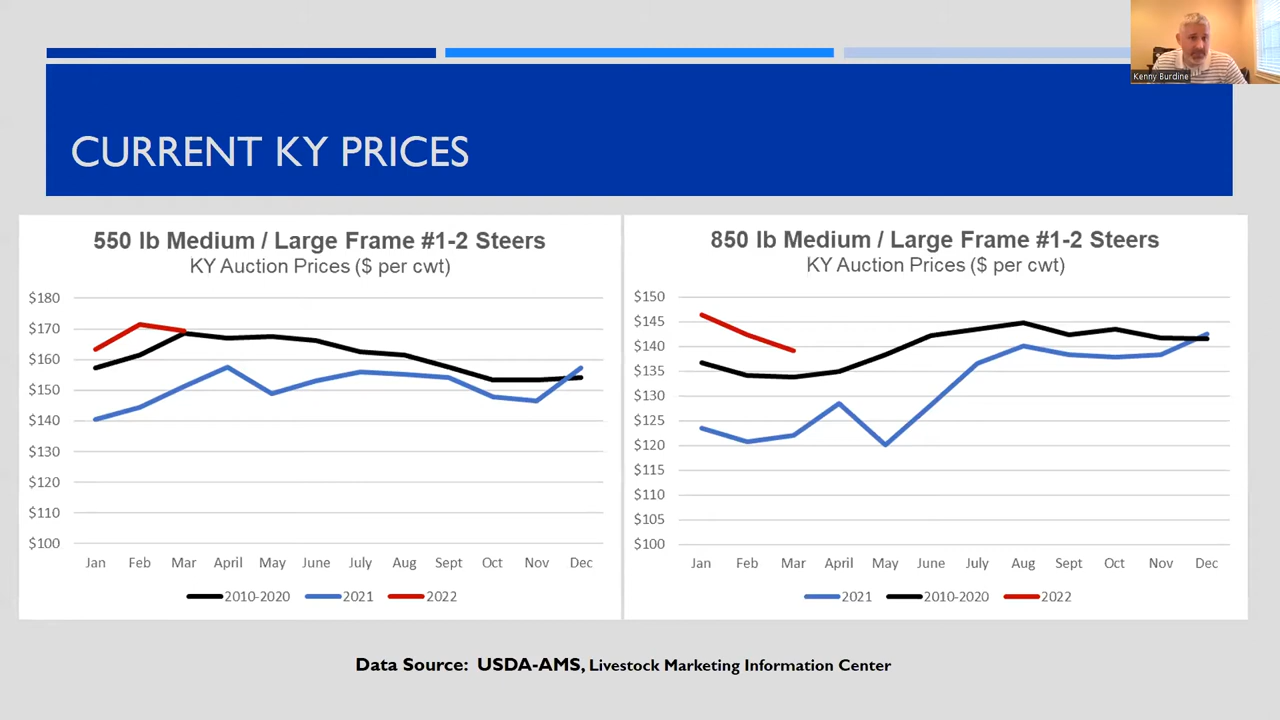 Kenny Burdine
CURRENT KY PRICES
550 lb Medium / Large Frame #1-2 Steers
KY Auction Prices ($ per cwt)
$180
$170
$160
$150
$140
$130
$120
$110
$100
Jan Feb Mar April May June July Aug Sept Oct Nov Dec
2010-2020 2021 2022
850 lb Medium / Large Frame #1-2 Steers
KY Auction Prices ($ per cwt)
$150
$145
$140
$135
$130
$125
$120
$115
$110
$105
$100
Jan Feb Mar April May June July Aug Sept Oct Nov Dec
2021 2010-2020 2022
Data Source: USDA-AMS, Livestock Marketing Information Center